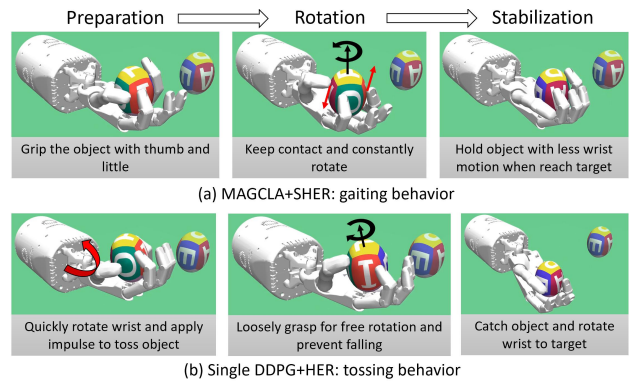 Preparation Rotation Stabilization
Grip the object with thumb and
little
Keep contact and constantly
rotate
Hold object with less wrist
motion when reach target
(a) MAGCLA+SHER: gaiting behavior
Quickly rotate wrist and apply
impulse to toss object
Loosely grasp for free rotation and
prevent falling
Catch object and rotate
wrist to target
(b) Single DDPG+HER: tossing behavior